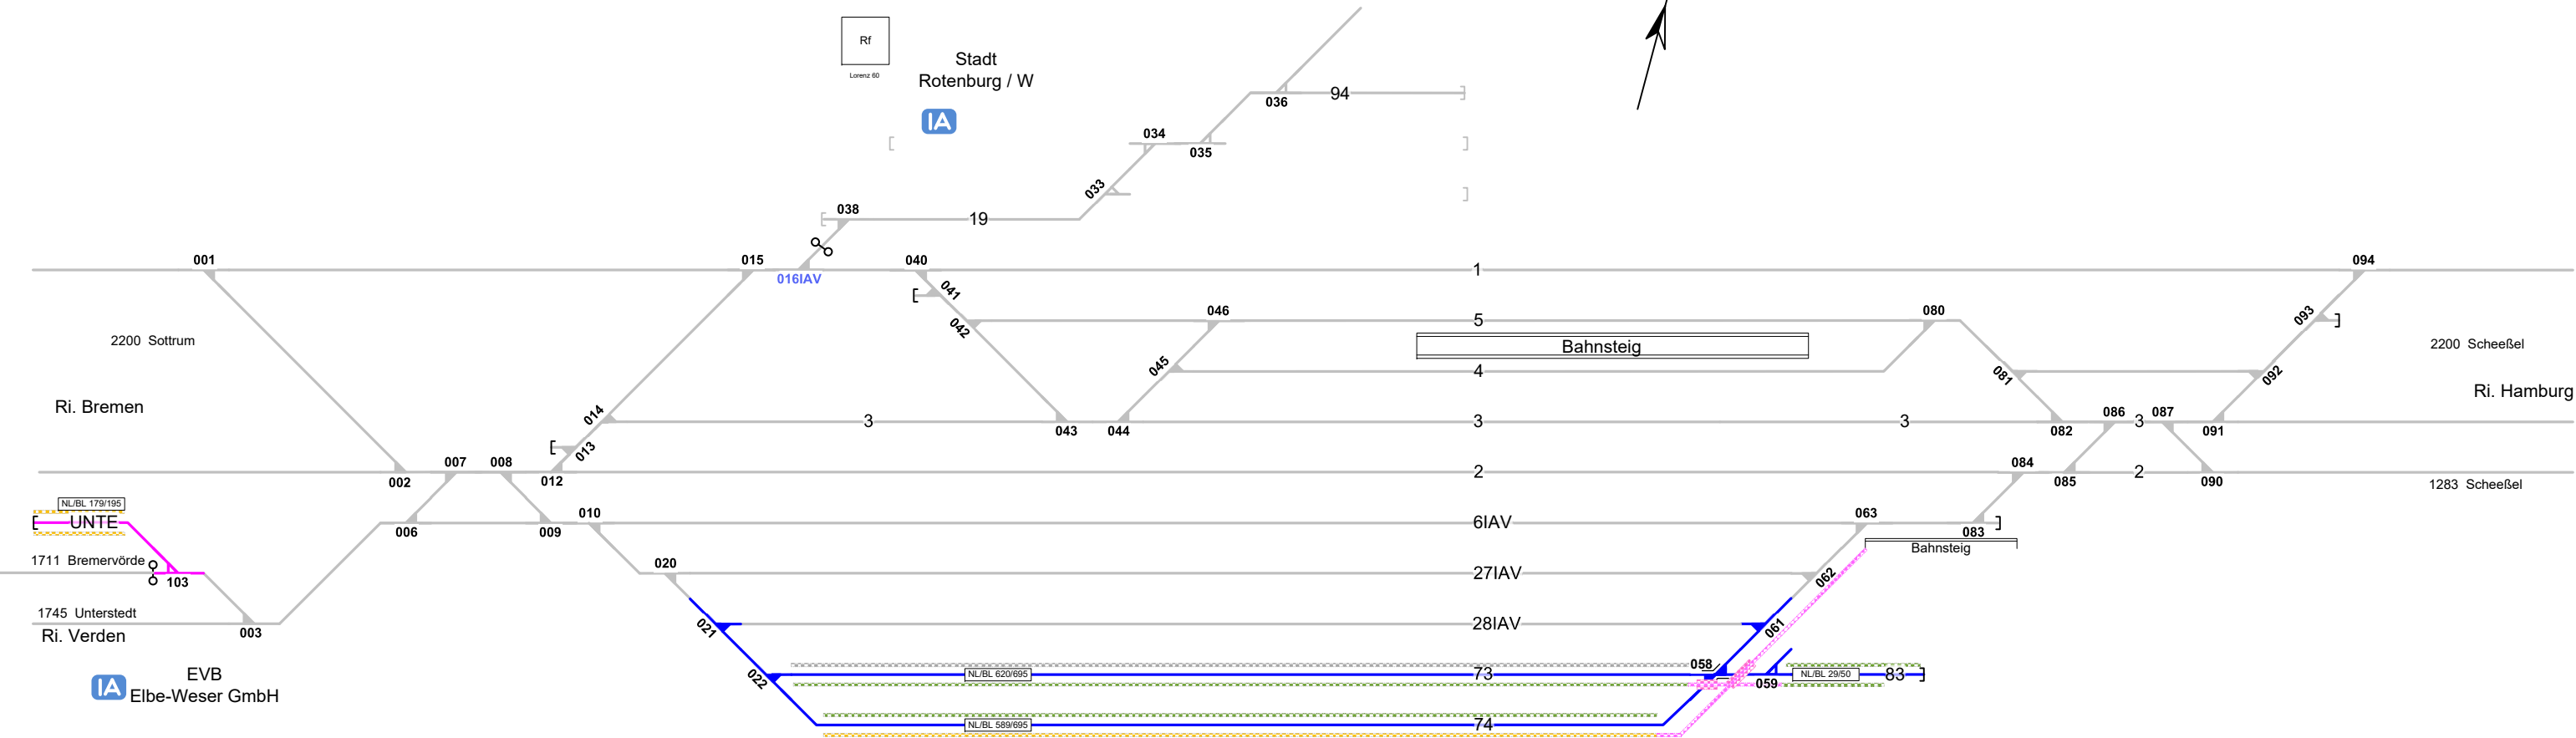 Rf
Lorenz 60
Stadt
Rotenburg / W
IA
036
94
034
035
033
038
19
001
015
016IAV
040
1
094
041
042
046
5
080
093
2200 Sottrum
Bahnsteig
2200 Scheeßel
045
4
081
092
Ri. Bremen
Ri. Hamburg
014
3
043
044
3
3
082
086
087
3
091
013
002
007
008
012
2
084
085
2
090
1283 Scheeßel
NL/BL 179/195
UNTE
006
009
010
6IAV
063
083
Bahnsteig
1711 Bremervörde
103
020
27IAV
062
1745 Unterstedt
003
Ri. Verden
021
28IAV
061
IA
EVB
Elbe-Weser GmbH
022
NL/BL 620/695
73
058
059
NL/BL 29/50
83
NL/BL 589/695
74